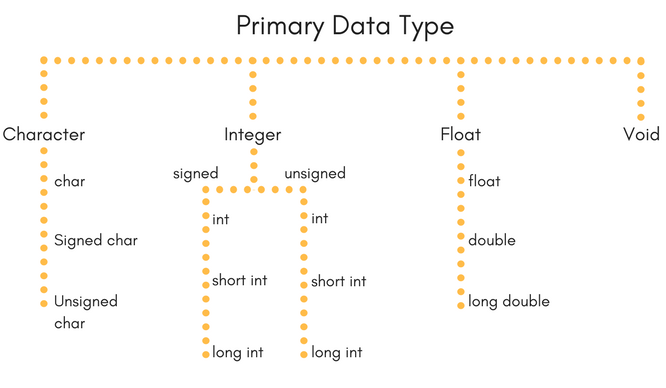 Primary Data Type
Character
Integer
Float
Void
char
Signed char
Unsigned
char
signed
unsigned
int
short int
long int
int
short int
long int
float
double
long double